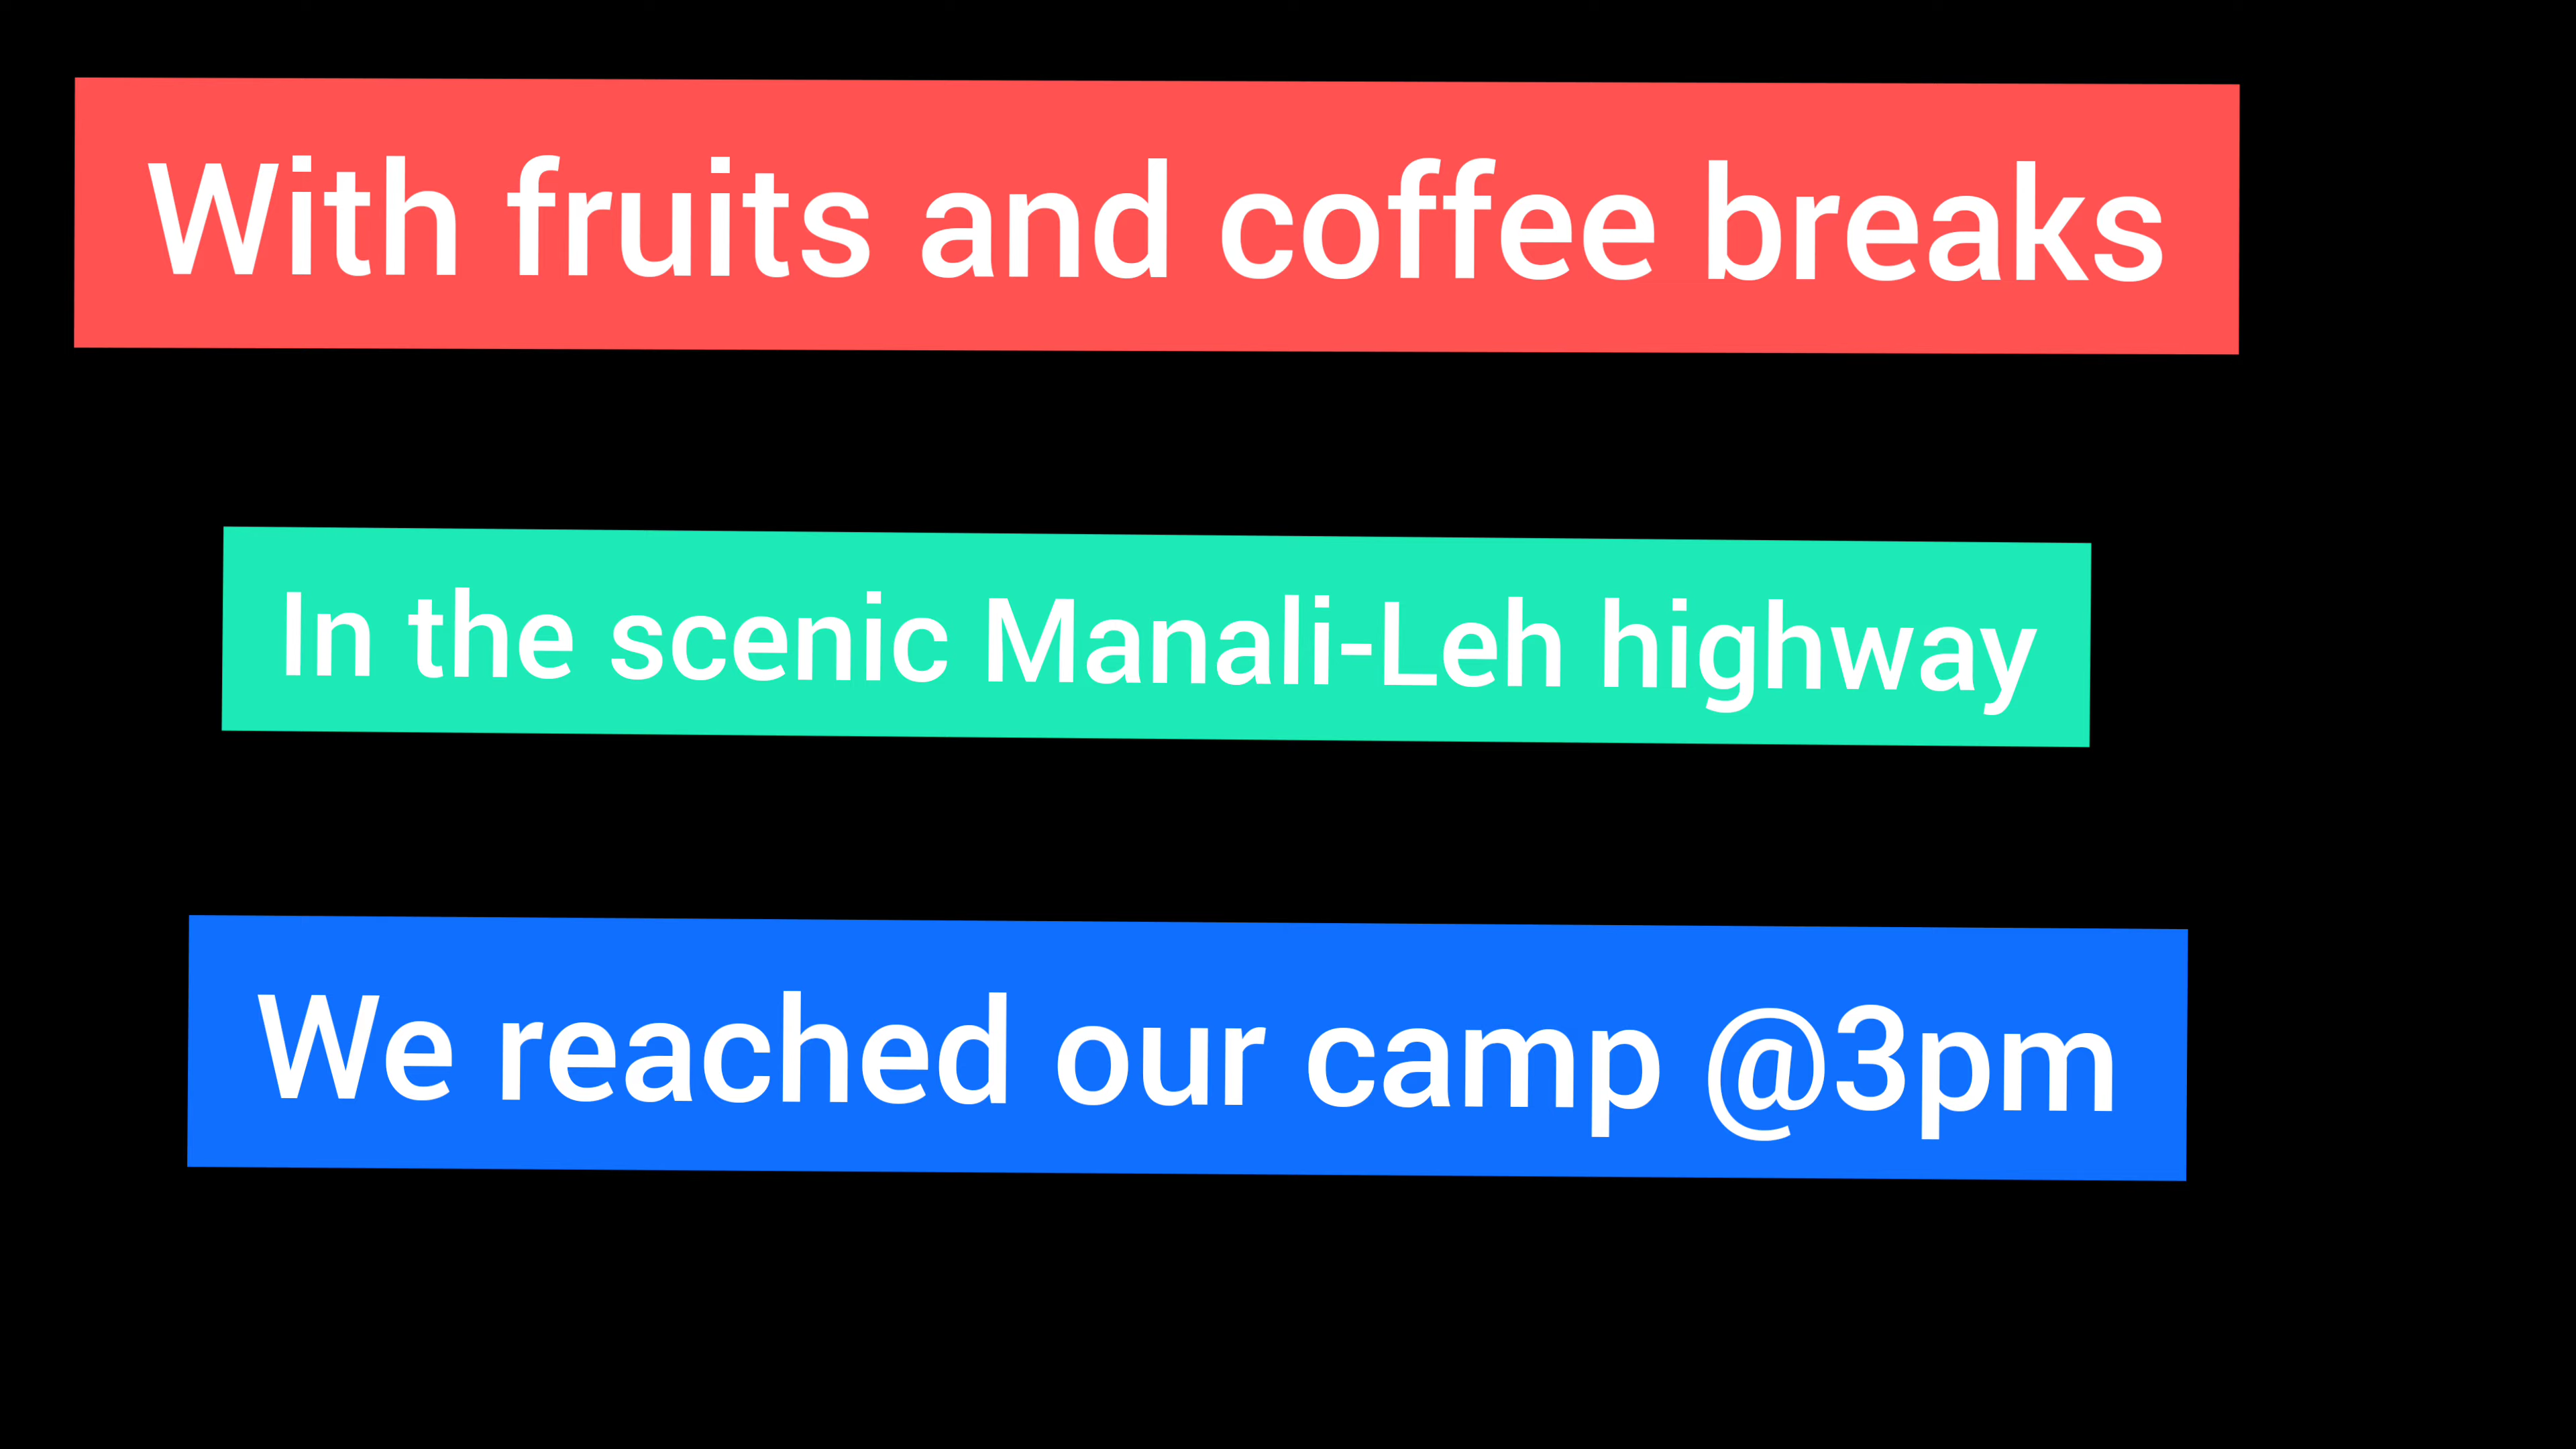 With fruits and coffee breaks
In the scenic Manali-Leh highway
We reached our camp @3pm